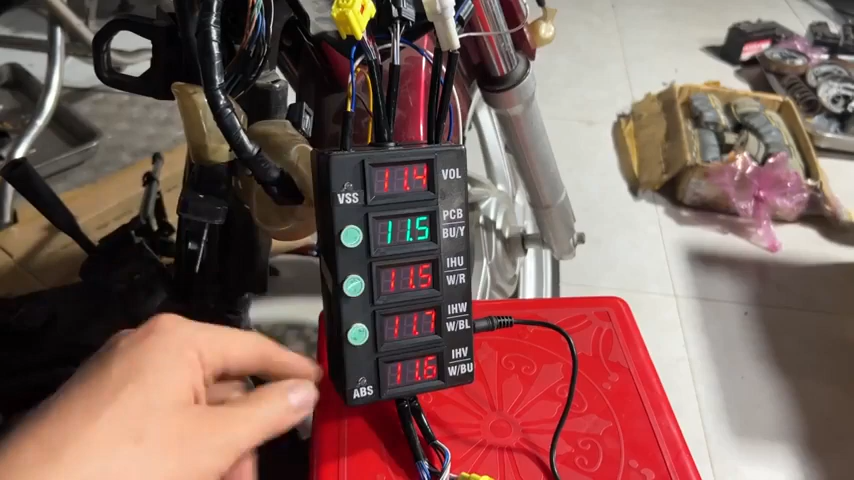 11.4 VOL
VSS
PCB
11.5 BU/Y
IHU
11.5 W/R
IHW
11.7 W/BL
IHV
11.6 W/BU
ABS